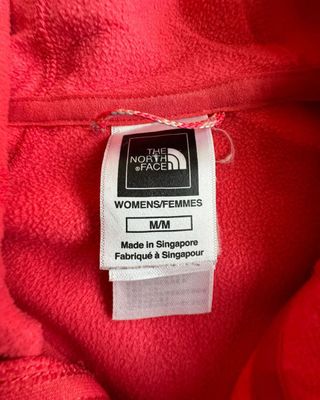 THE
NORTH
FACE
WOMENS/FEMMES
M/M
Made in Singapore
Fabriqué à Singapour